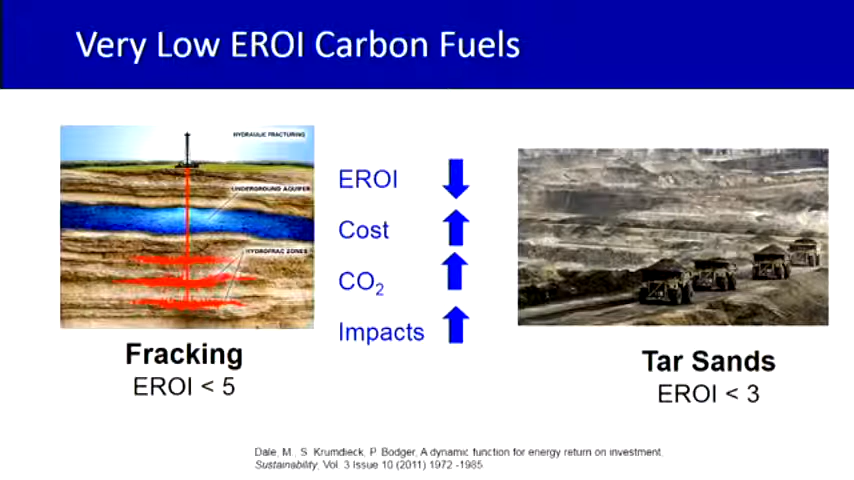 Very Low EROI Carbon Fuels
HYDRAULIC FRACTURING
UNDERGROUND AQUIFER
HYDROFRAC ZONES
Fracking
EROI < 5
EROI
Cost
CO₂
Impacts
Tar Sands
EROI < 3
Dale, M., S. Krumdieck, P. Bodger, A dynamic function for energy return on investment.
Sustainability, Vol. 3 Issue 10 (2011) 1972 -1985